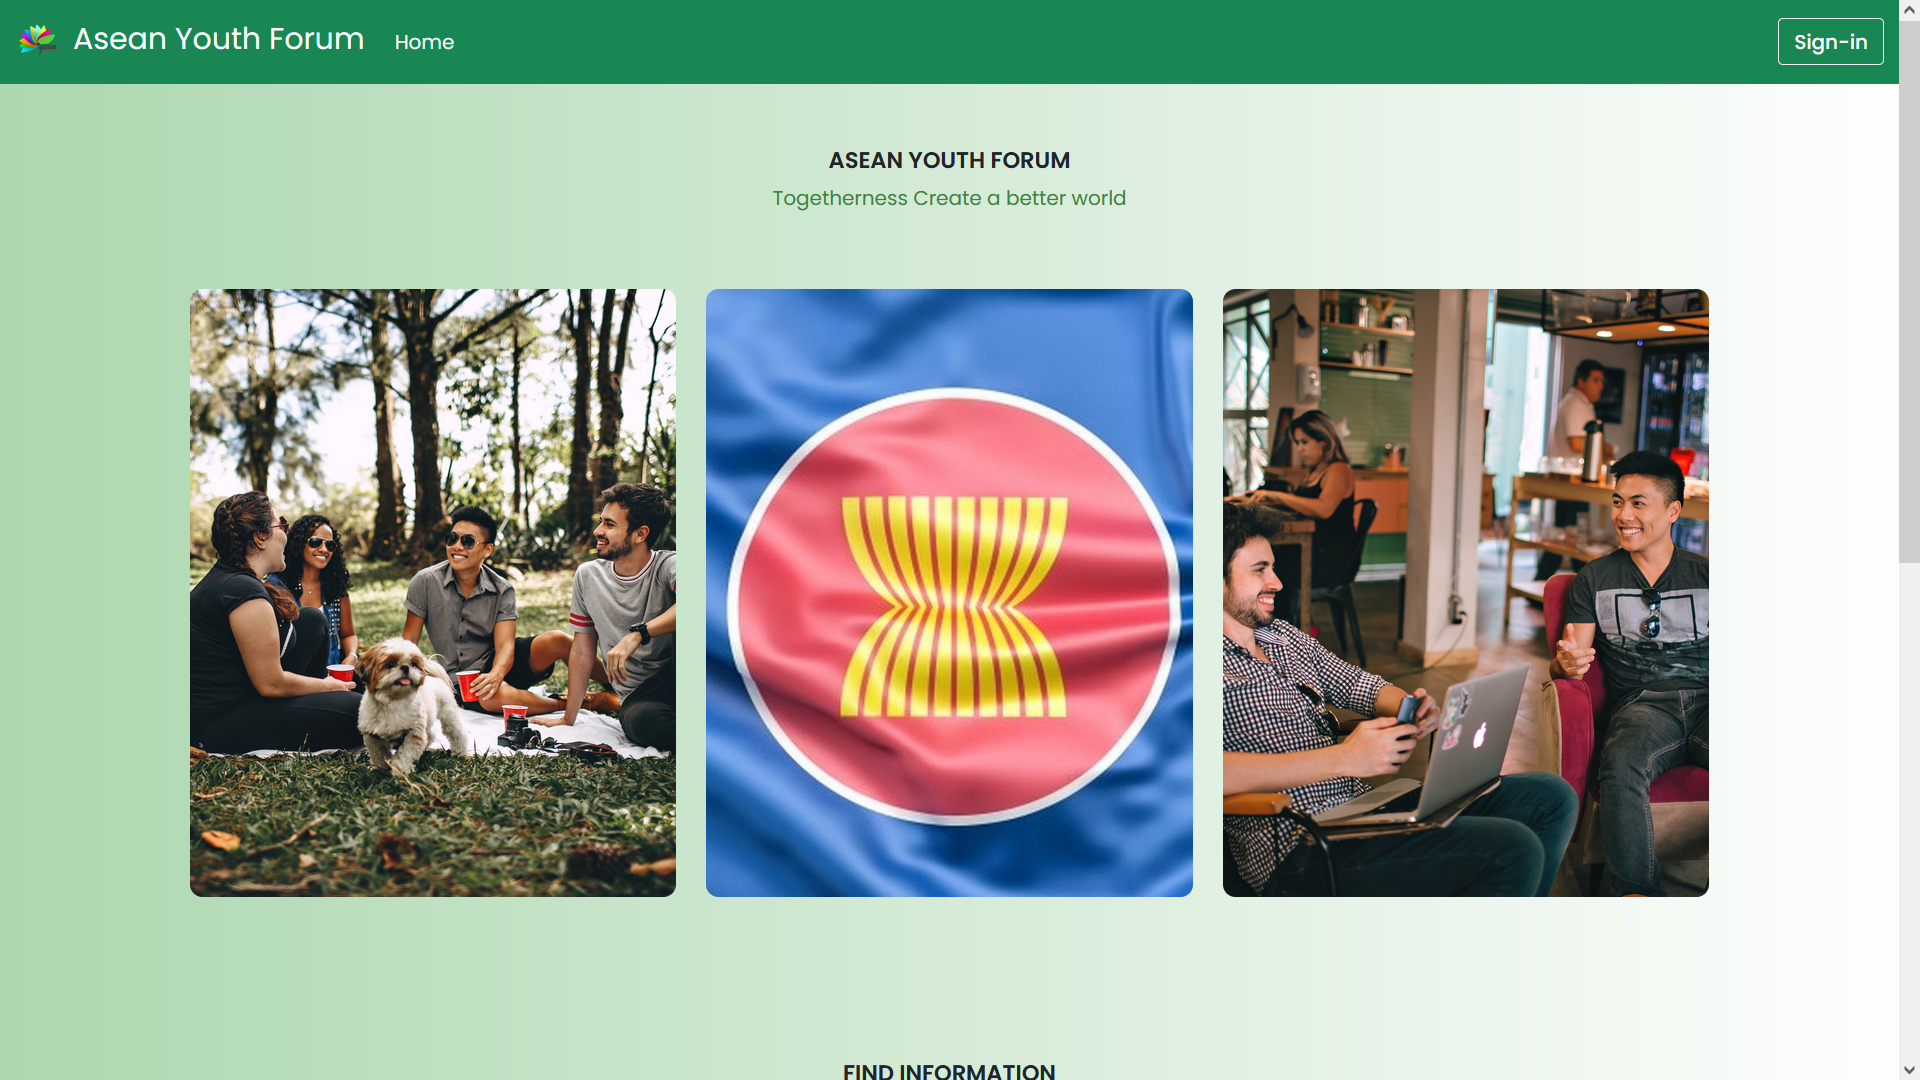 Asean Youth Forum
Home
Sign-in
ASEAN YOUTH FORUM
Togetherness Create a better world
FIND INFORMATION